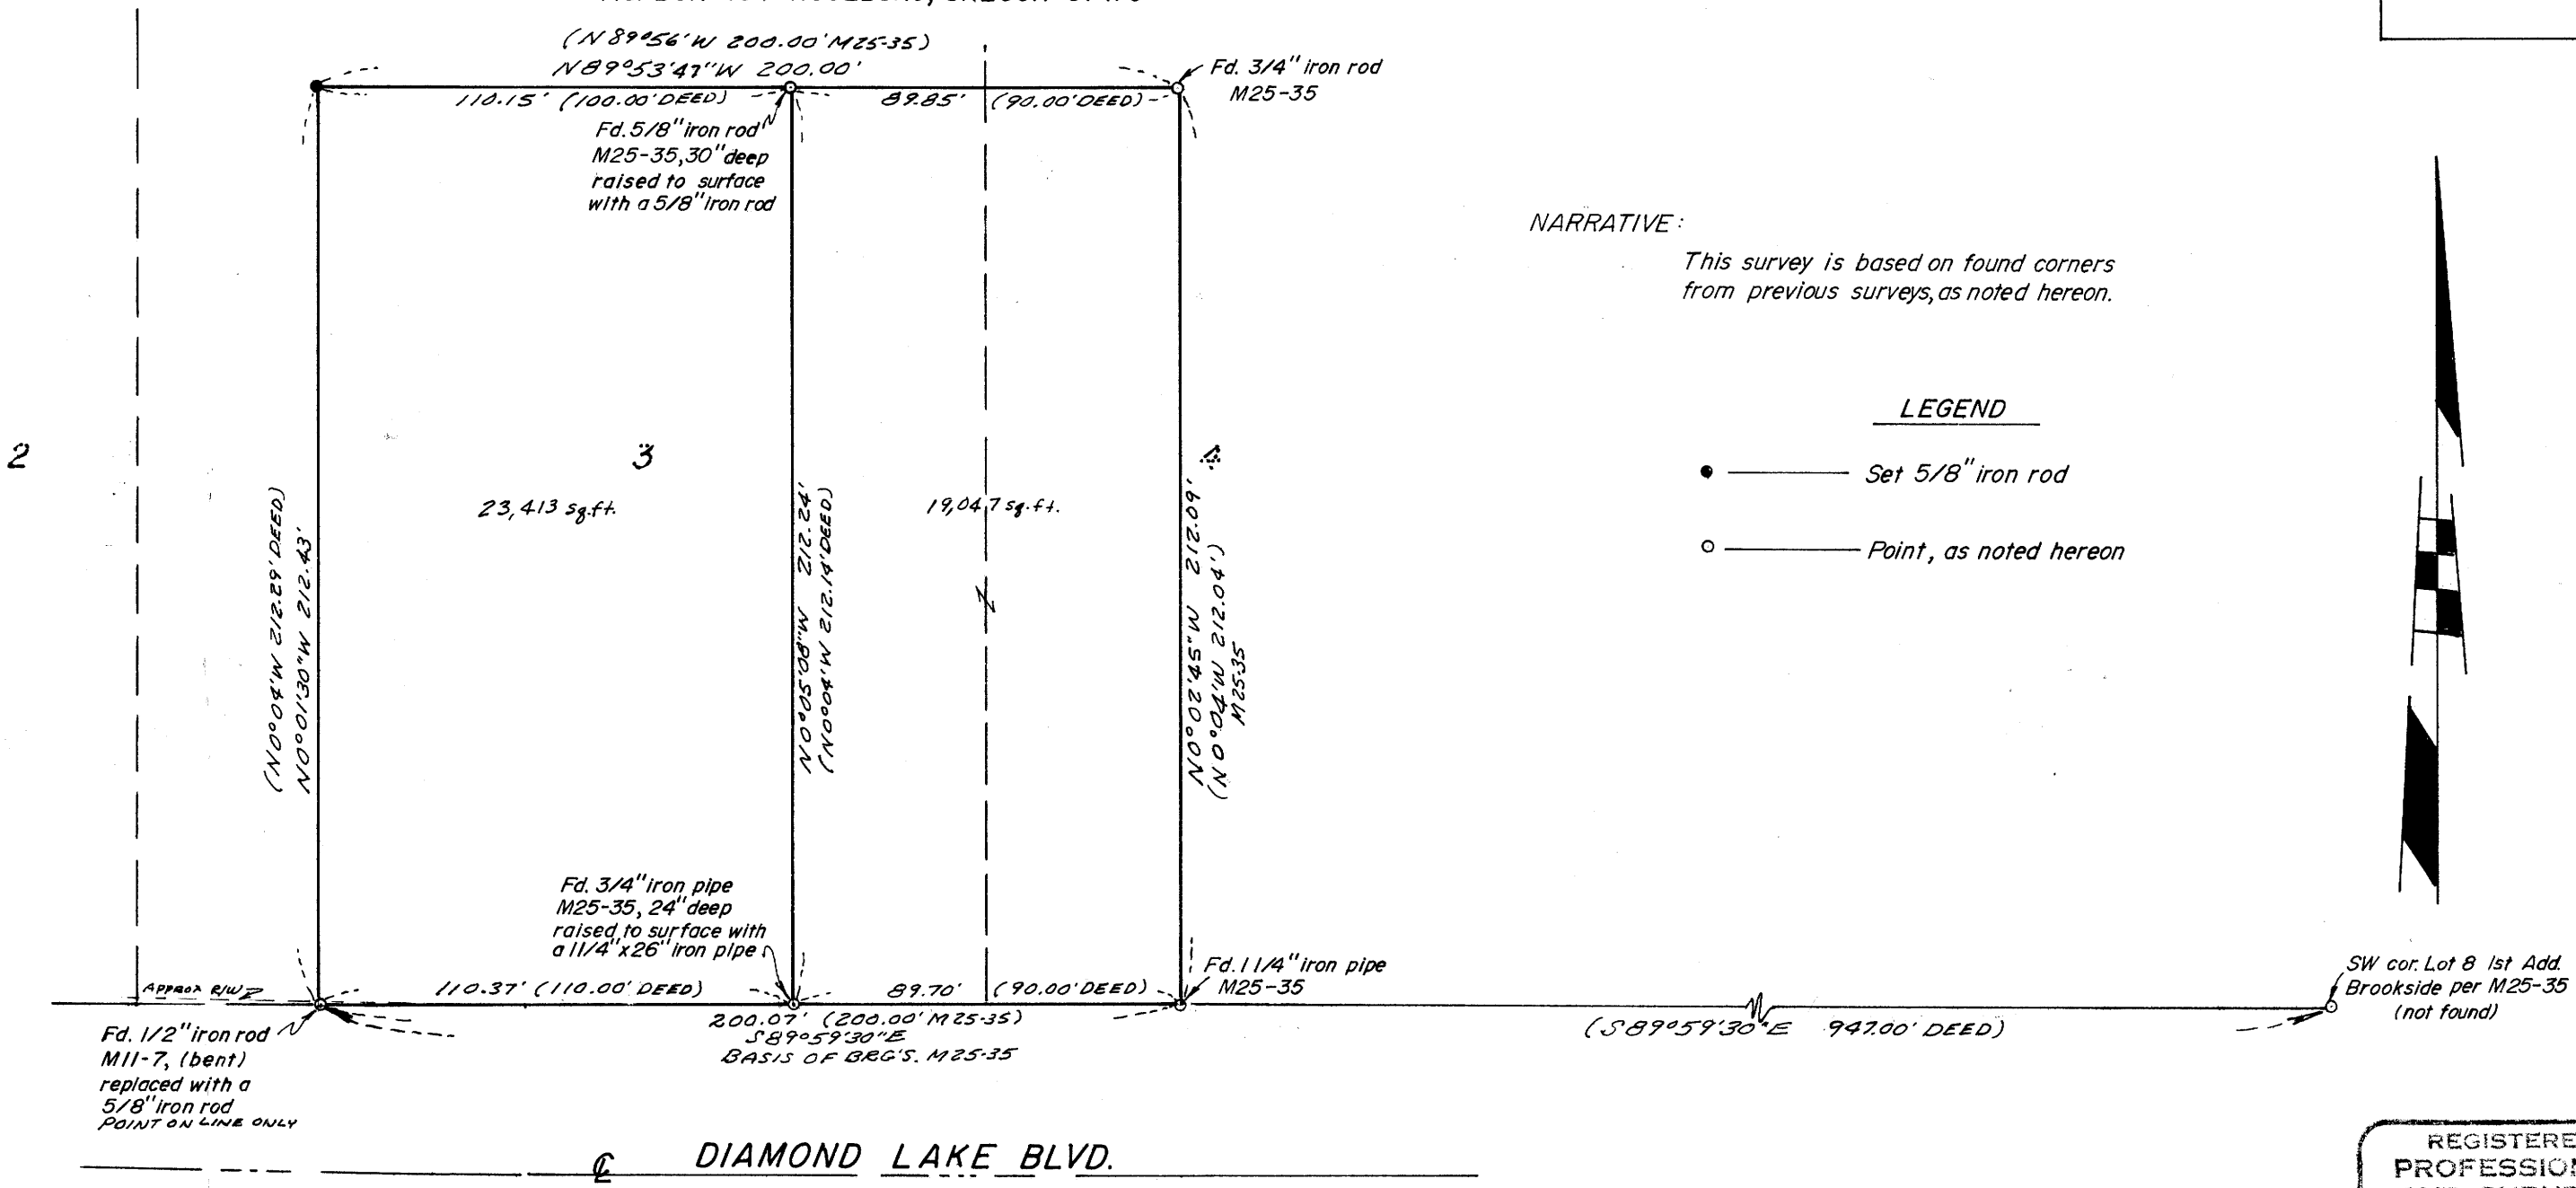 (N89°56'W 200.00' M25-35)
N89°53'47"W 200.00'
110.15' (100.00' DEED)
89.85' (90.00' DEED)
Fd. 3/4" iron rod
M25-35
Fd. 5/8" iron rod
M25-35, 30" deep
raised to surface
with a 5/8" iron rod
NARRATIVE:
This survey is based on found corners
from previous surveys, as noted hereon.
LEGEND
Set 5/8" iron rod
Point, as noted hereon
2
3
4
23,413 sq.ft.
19,047 sq.ft.
(N0°04'W 212.29' DEED)
N0°01'30"W 212.43'
N0°05'08"W 212.24'
(N0°04'W 212.14' DEED)
N0°02'45"W 212.09'
(N0°04'W 212.04')
M25-35
Fd. 3/4" iron pipe
M25-35, 24" deep
raised to surface with
a 1 1/4" x 26" iron pipe
APPROX R/W
110.37' (110.00' DEED)
89.70' (90.00' DEED)
Fd. 1 1/4" iron pipe
M25-35
SW cor. Lot 8 1st Add.
Brookside per M25-35
(not found)
200.07' (200.00' M25-35)
S89°59'30"E
BASIS OF BRG'S. M25-35
(S89°59'30"E 947.00' DEED)
Fd. 1/2" iron rod
M11-7, (bent)
replaced with a
5/8" iron rod
POINT ON LINE ONLY
℄ DIAMOND LAKE BLVD.
REGISTERE
PROFESSION